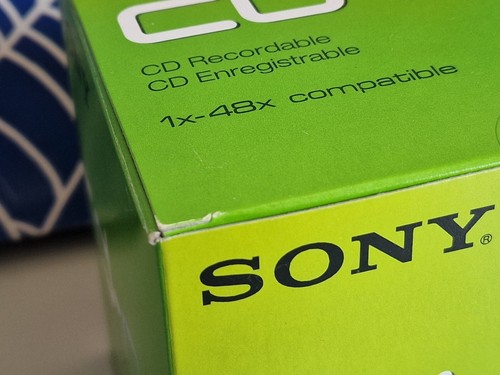 CD Recordable
CD Enregistrable
1x-48x compatible
SONY®